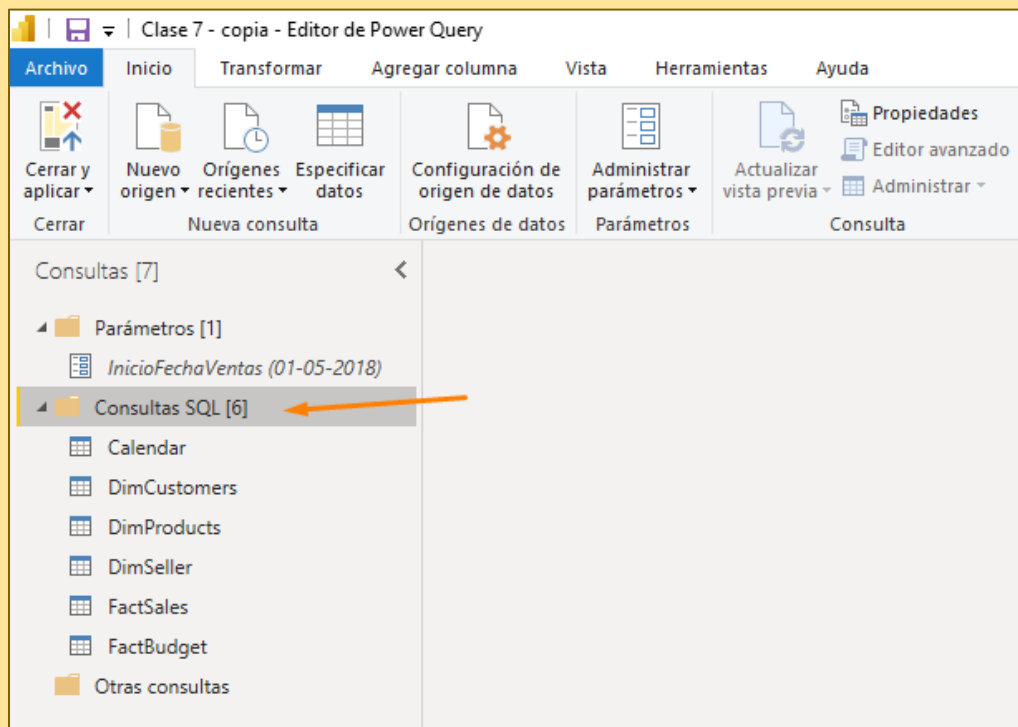 Clase 7 - copia - Editor de Power Query
Archivo Inicio Transformar Agregar columna Vista Herramientas Ayuda
Cerrar y aplicar
Nuevo origen
Orígenes recientes
Especificar datos
Configuración de origen de datos
Administrar parámetros
Actualizar vista previa
Propiedades
Editor avanzado
Administrar
Cerrar Nueva consulta Orígenes de datos Parámetros Consulta
Consultas [7]
Parámetros [1]
InicioFechaVentas (01-05-2018)
Consultas SQL [6]
Calendar
DimCustomers
DimProducts
DimSeller
FactSales
FactBudget
Otras consultas